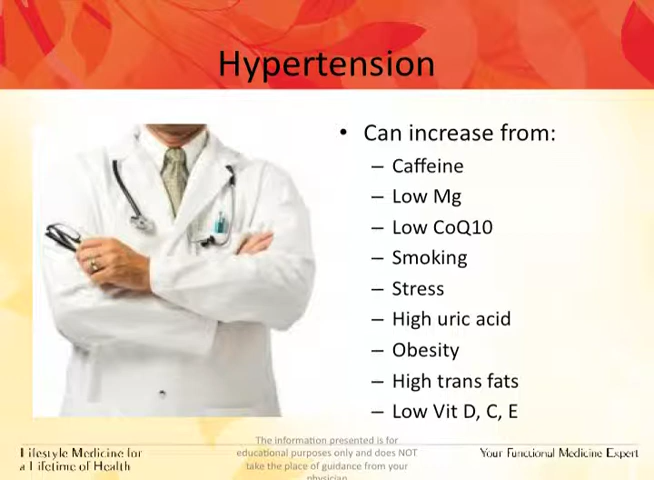 Hypertension
• Can increase from:
– Caffeine
– Low Mg
– Low CoQ10
– Smoking
– Stress
– High uric acid
– Obesity
– High trans fats
– Low Vit D, C, E
Lifestyle Medicine for
a Lifetime of Health
The information presented is for
educational purposes only and does NOT
take the place of guidance from your
physician
Your Functional Medicine Expert